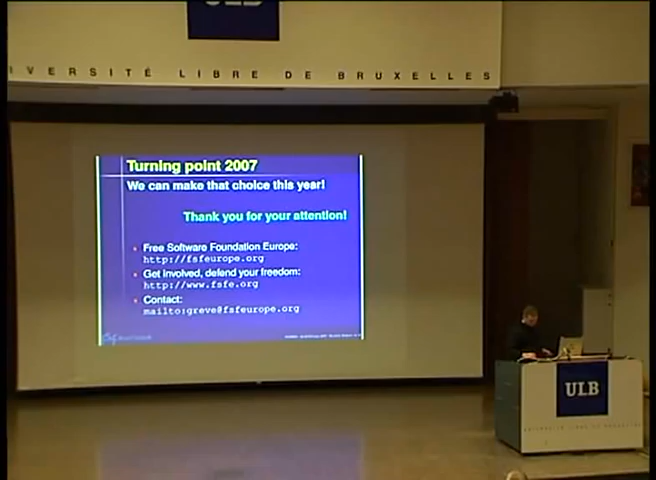 ULB
UNIVERSITÉ LIBRE DE BRUXELLES
Turning point 2007
We can make that choice this year!
Thank you for your attention!
Free Software Foundation Europe:
http://fsfeurope.org
Get involved, defend your freedom:
http://www.fsfe.org
Contact:
mailto:greve@fsfeurope.org
ULB